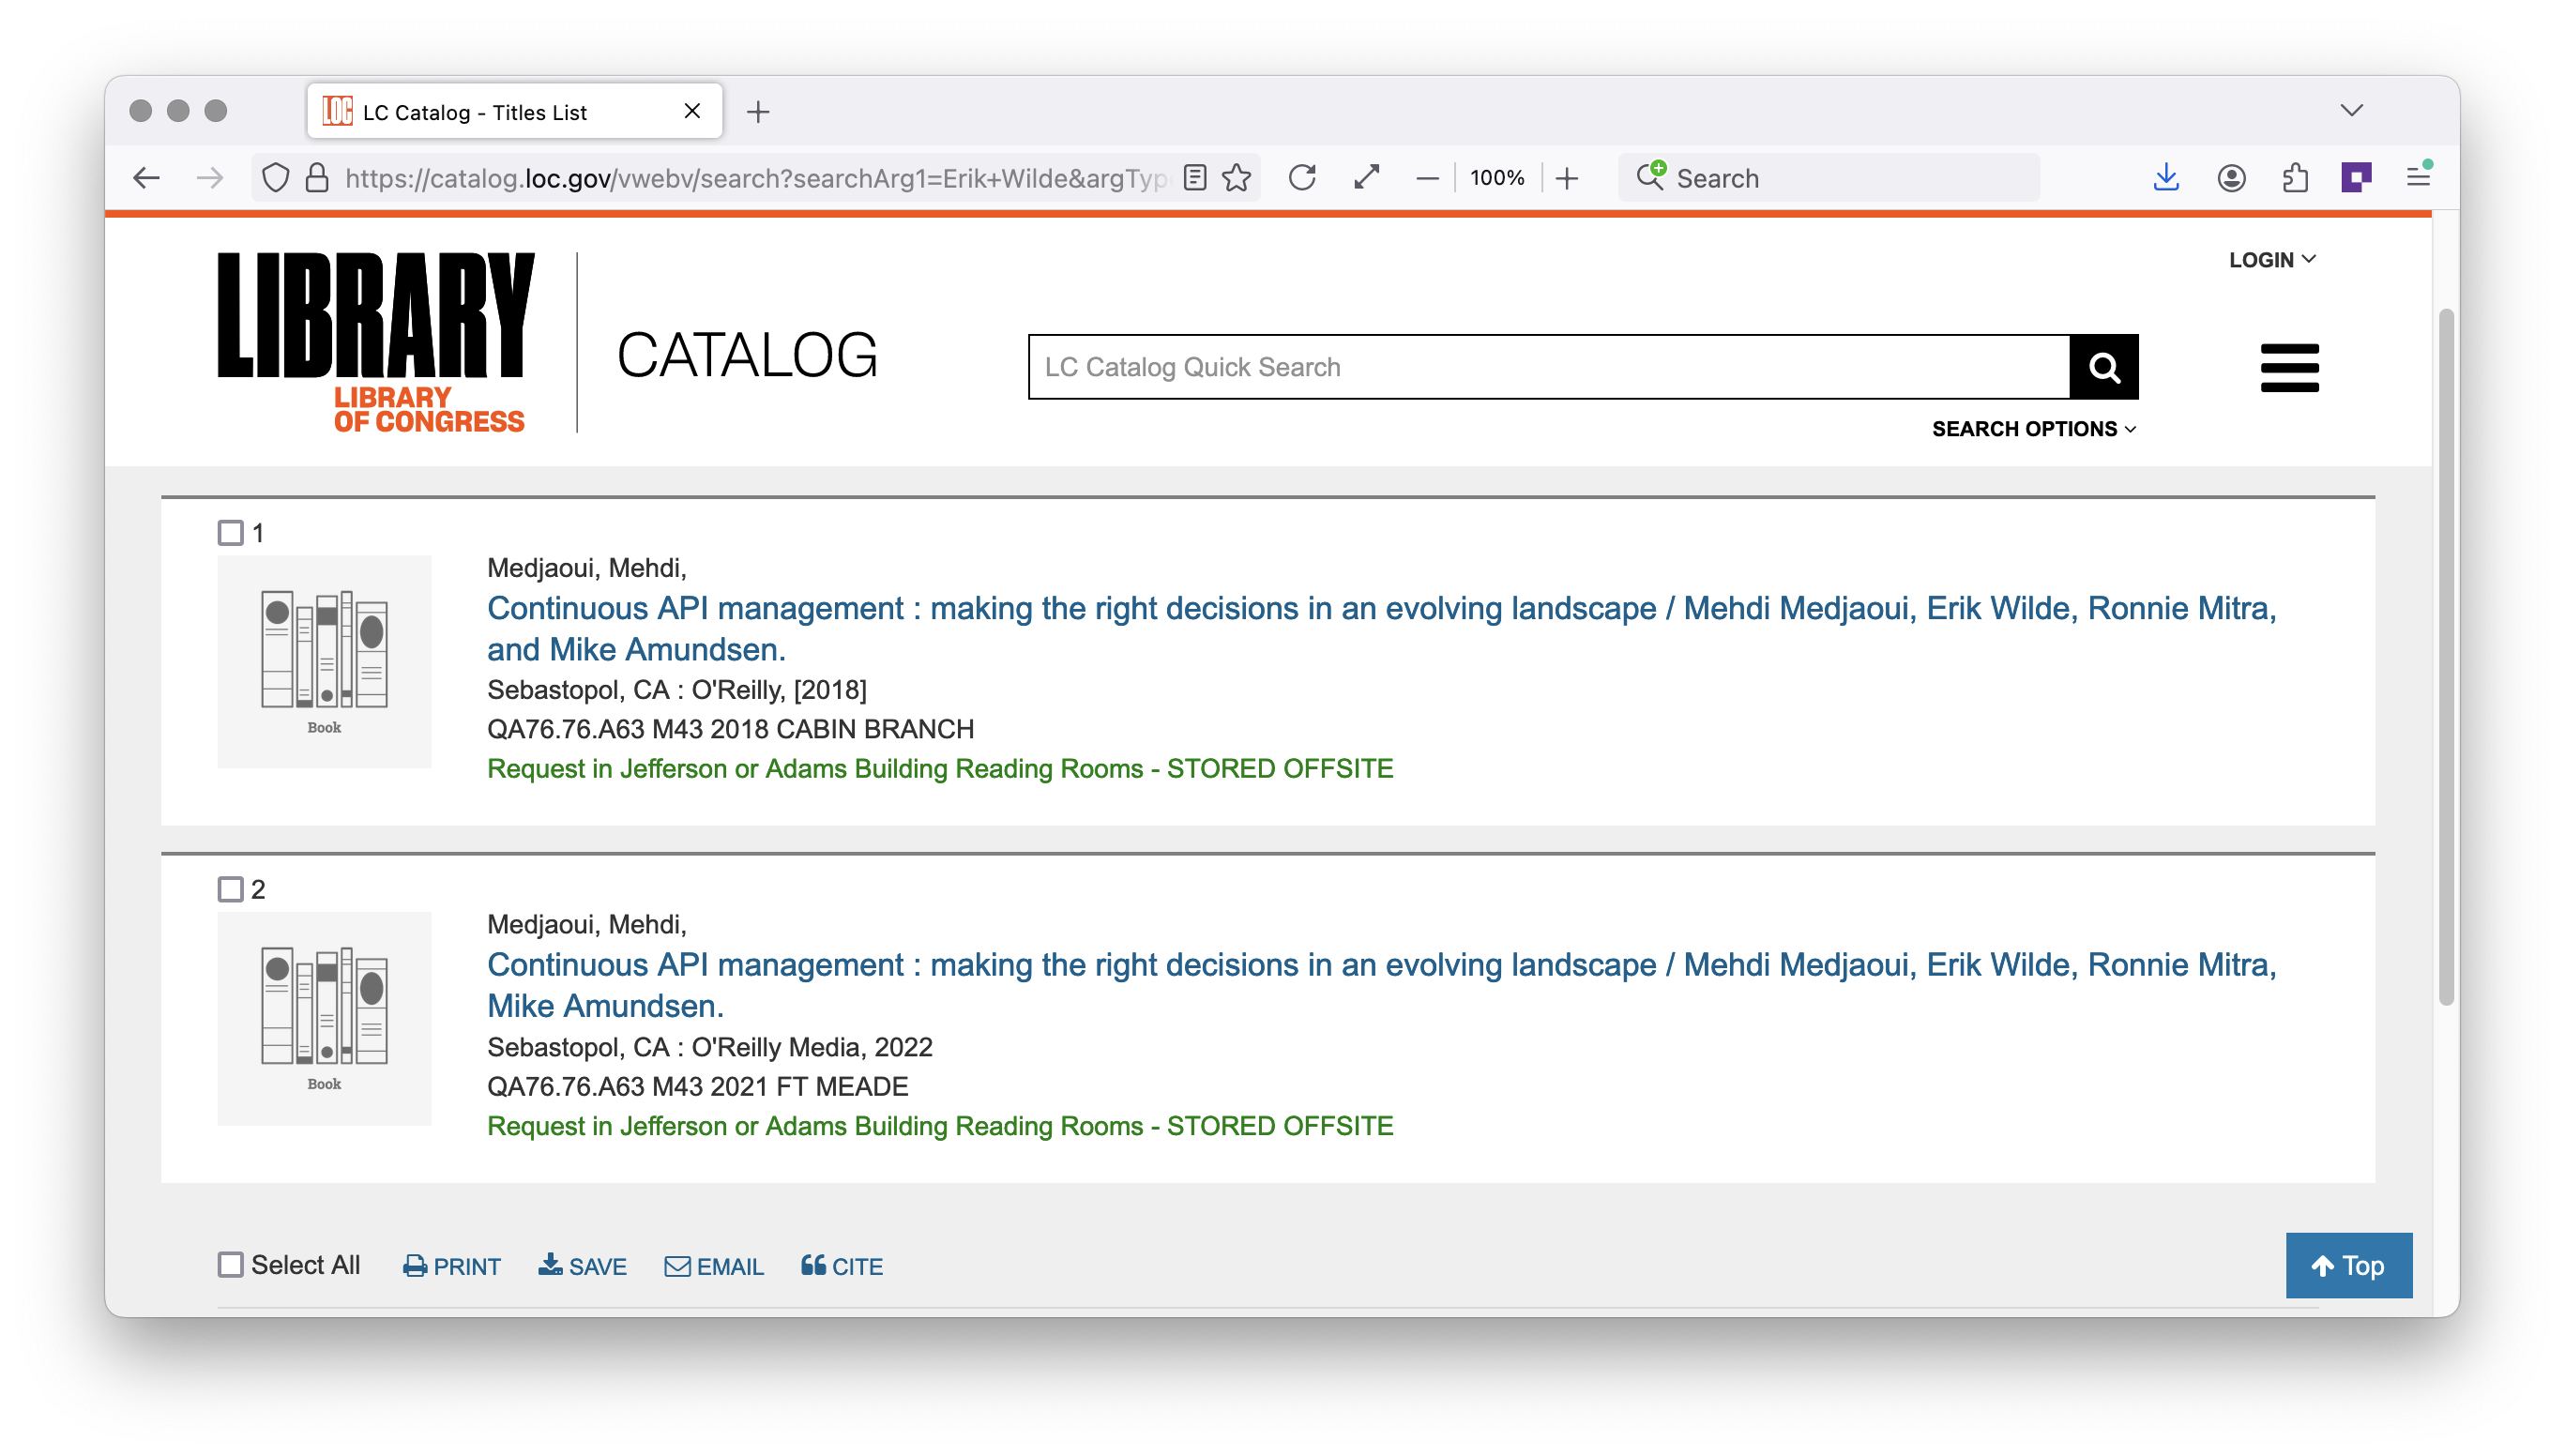 LOC LC Catalog - Titles List
https://catalog.loc.gov/vwebv/search?searchArg1=Erik+Wilde&argTyp
100%
Search
LOGIN
LIBRARY
LIBRARY
OF CONGRESS
CATALOG
LC Catalog Quick Search
SEARCH OPTIONS
1
Book
Medjaoui, Mehdi,
Continuous API management : making the right decisions in an evolving landscape / Mehdi Medjaoui, Erik Wilde, Ronnie Mitra,
and Mike Amundsen.
Sebastopol, CA : O'Reilly, [2018]
QA76.76.A63 M43 2018 CABIN BRANCH
Request in Jefferson or Adams Building Reading Rooms - STORED OFFSITE
2
Book
Medjaoui, Mehdi,
Continuous API management : making the right decisions in an evolving landscape / Mehdi Medjaoui, Erik Wilde, Ronnie Mitra,
Mike Amundsen.
Sebastopol, CA : O'Reilly Media, 2022
QA76.76.A63 M43 2021 FT MEADE
Request in Jefferson or Adams Building Reading Rooms - STORED OFFSITE
Select All PRINT SAVE EMAIL CITE
Top